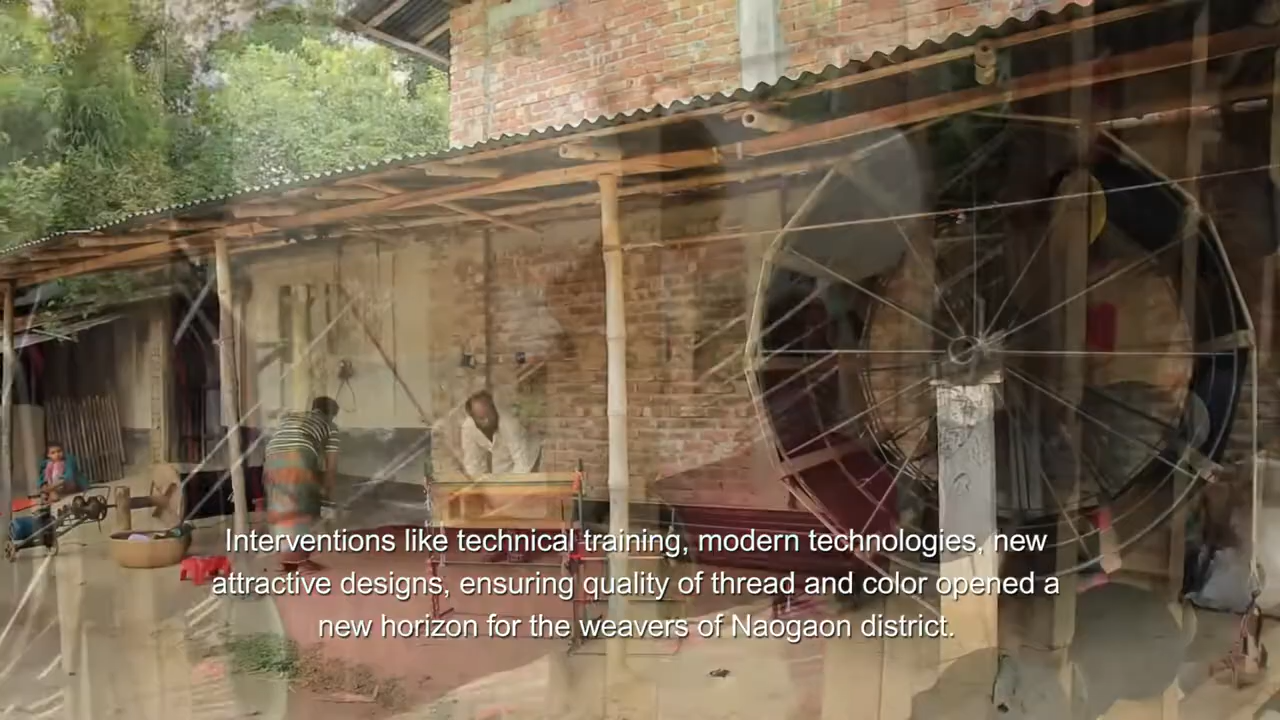 Interventions like technical training, modern technologies, new
attractive designs, ensuring quality of thread and color opened a
new horizon for the weavers of Naogaon district.